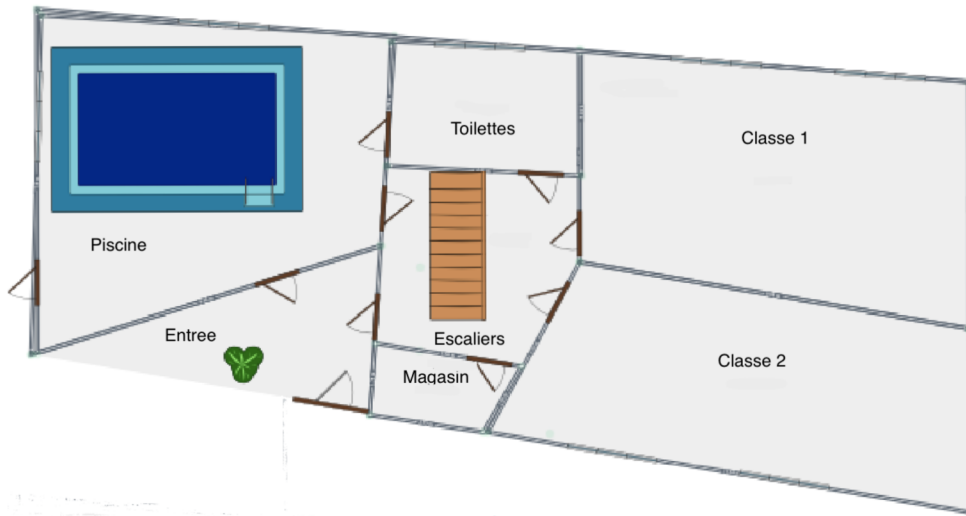 Toilettes
Classe 1
Piscine
Entree
Escaliers
Classe 2
Magasin